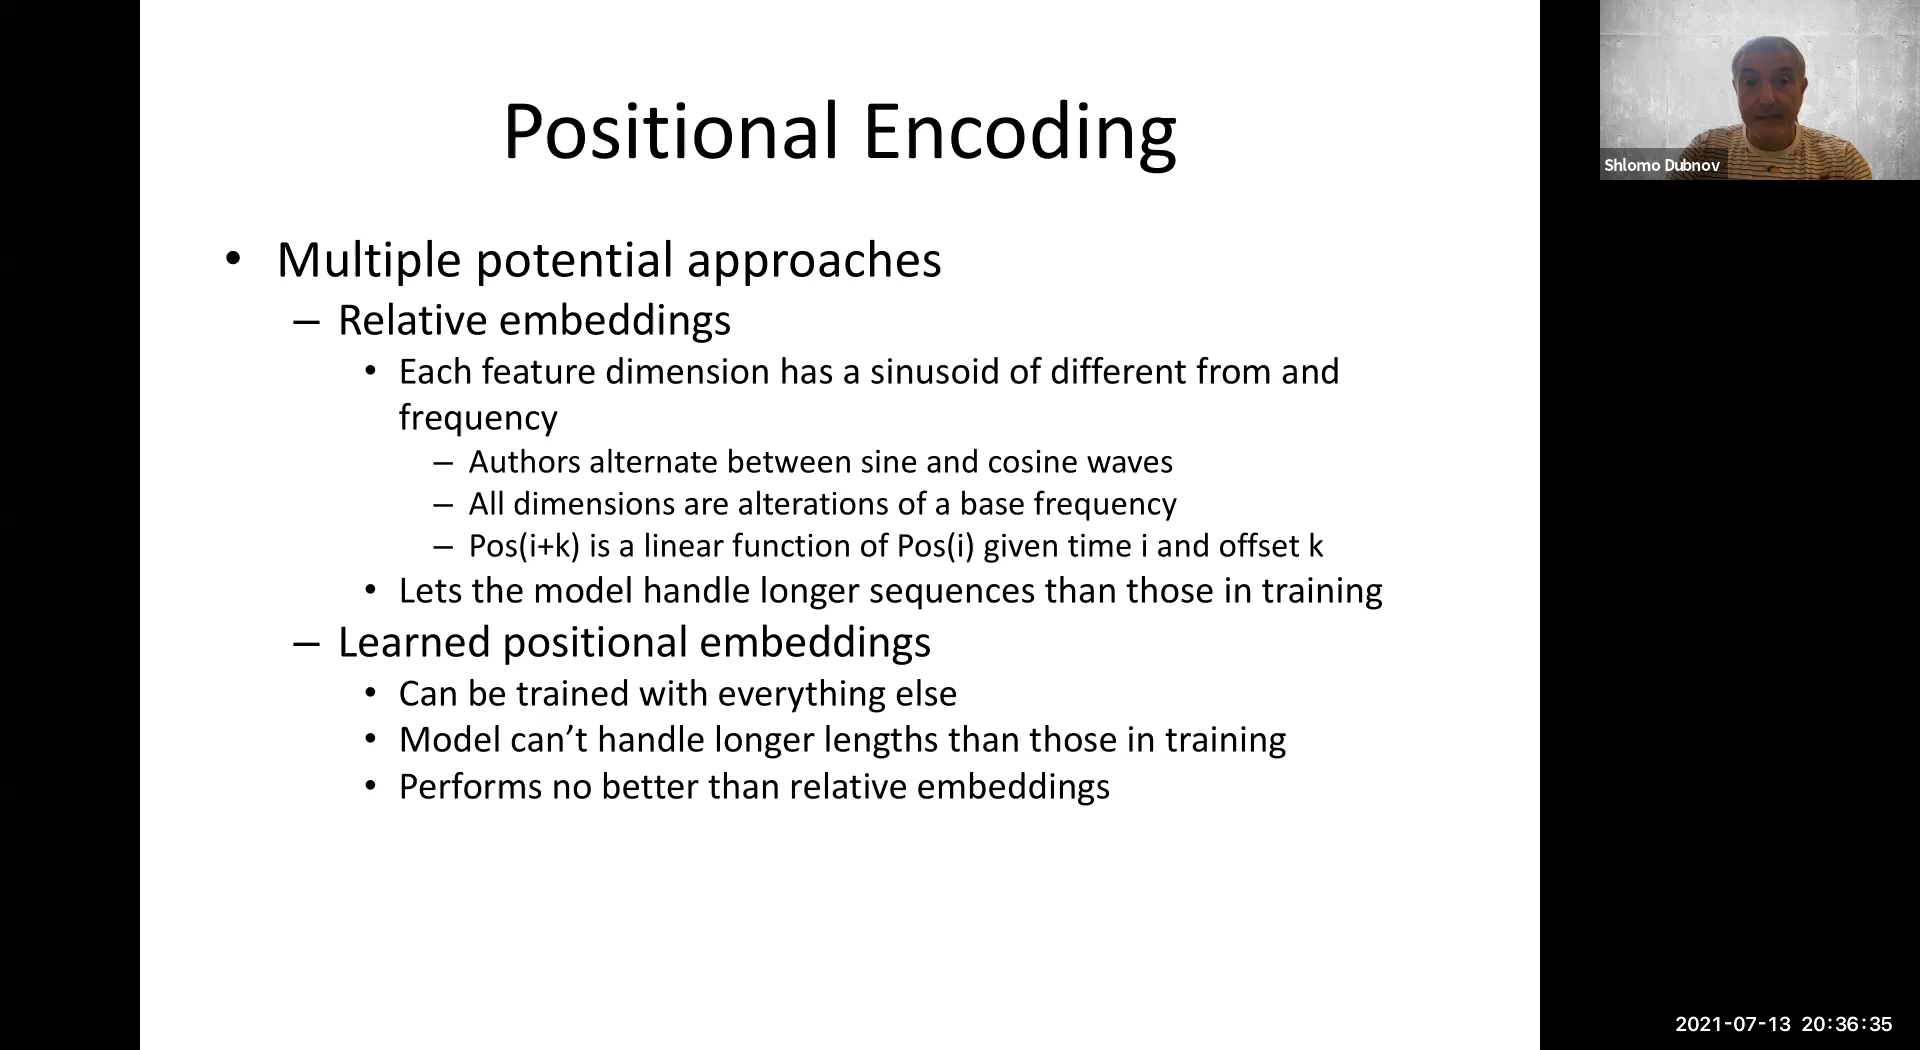 Positional Encoding
• Multiple potential approaches
– Relative embeddings
• Each feature dimension has a sinusoid of different from and
frequency
– Authors alternate between sine and cosine waves
– All dimensions are alterations of a base frequency
– Pos(i+k) is a linear function of Pos(i) given time i and offset k
• Lets the model handle longer sequences than those in training
– Learned positional embeddings
• Can be trained with everything else
• Model can’t handle longer lengths than those in training
• Performs no better than relative embeddings
Shlomo Dubnov
2021-07-13 20:36:35